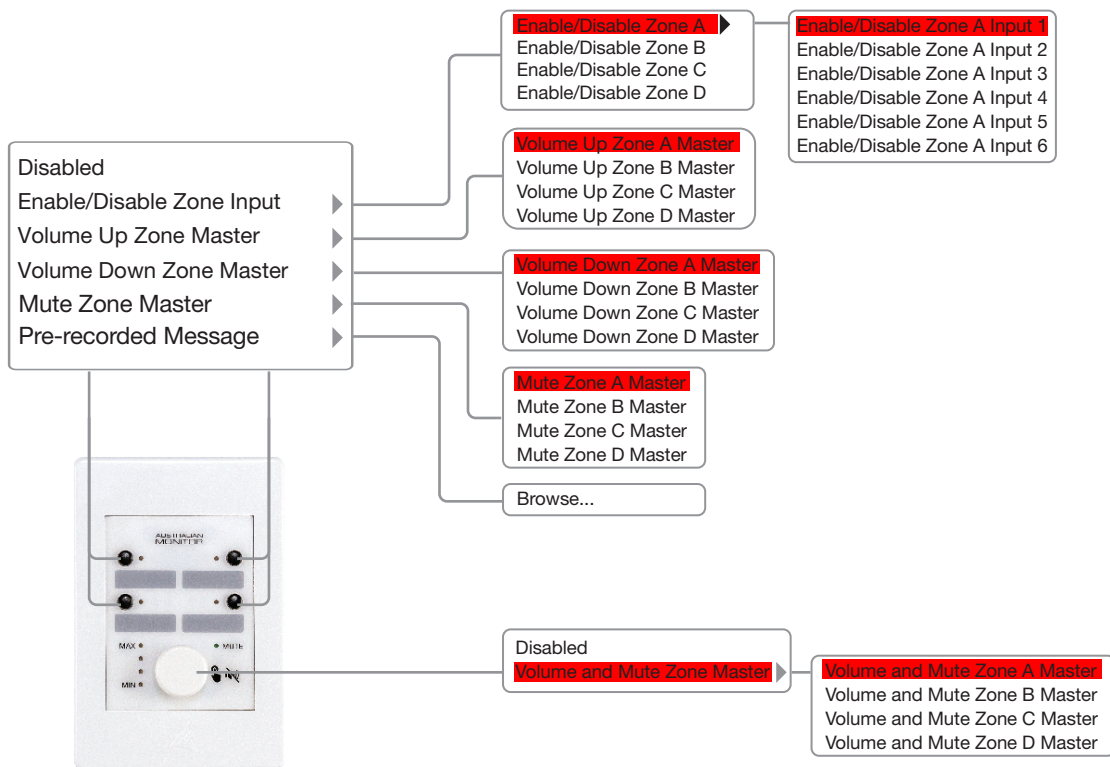 Enable/Disable Zone A
Enable/Disable Zone B
Enable/Disable Zone C
Enable/Disable Zone D
Enable/Disable Zone A Input 1
Enable/Disable Zone A Input 2
Enable/Disable Zone A Input 3
Enable/Disable Zone A Input 4
Enable/Disable Zone A Input 5
Enable/Disable Zone A Input 6
Disabled
Enable/Disable Zone Input
Volume Up Zone Master
Volume Down Zone Master
Mute Zone Master
Pre-recorded Message
Volume Up Zone A Master
Volume Up Zone B Master
Volume Up Zone C Master
Volume Up Zone D Master
Volume Down Zone A Master
Volume Down Zone B Master
Volume Down Zone C Master
Volume Down Zone D Master
Mute Zone A Master
Mute Zone B Master
Mute Zone C Master
Mute Zone D Master
Browse...
AUSTRALIAN
MONITOR
MAX
MUTE
MIN
Disabled
Volume and Mute Zone Master
Volume and Mute Zone A Master
Volume and Mute Zone B Master
Volume and Mute Zone C Master
Volume and Mute Zone D Master